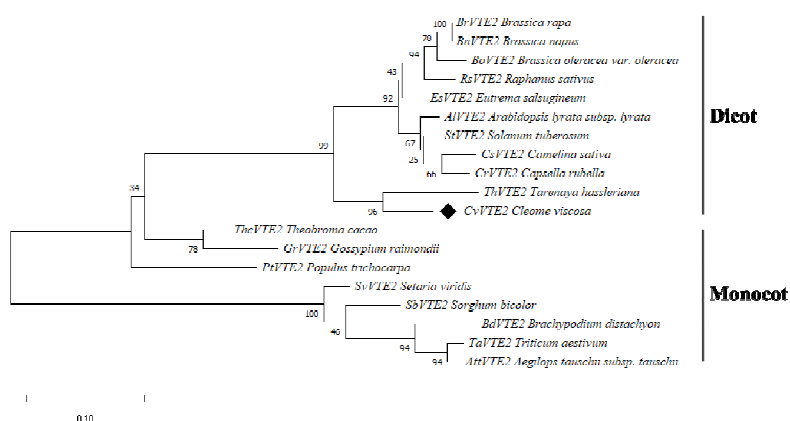 BrVTE2 Brassica rapa
100
BnVTE2 Brassica napus
78
BoVTE2 Brassica oleracea var. oleracea
94
RsVTE2 Raphanus sativus
43
EsVTE2 Eutrema salsugineum
92
AlVTE2 Arabidopsis lyrata subsp. lyrata
Dicot
StVTE2 Solanum tuberosum
67
99
CsVTE2 Camelina sativa
25
CrVTE2 Capsella rubella
66
ThVTE2 Tarenaya hassleriana
34
CvVTE2 Cleome viscosa
96
ThcVTE2 Theobroma cacao
GrVTE2 Gossypium raimondii
78
PtVTE2 Populus trichocarpa
SvVTE2 Setaria viridis
Monocot
SbVTE2 Sorghum bicolor
100
BdVTE2 Brachypodium distachyon
46
TaVTE2 Triticum aestivum
94
AttVTE2 Aegilops tauschii subsp. tauschii
94
0.10